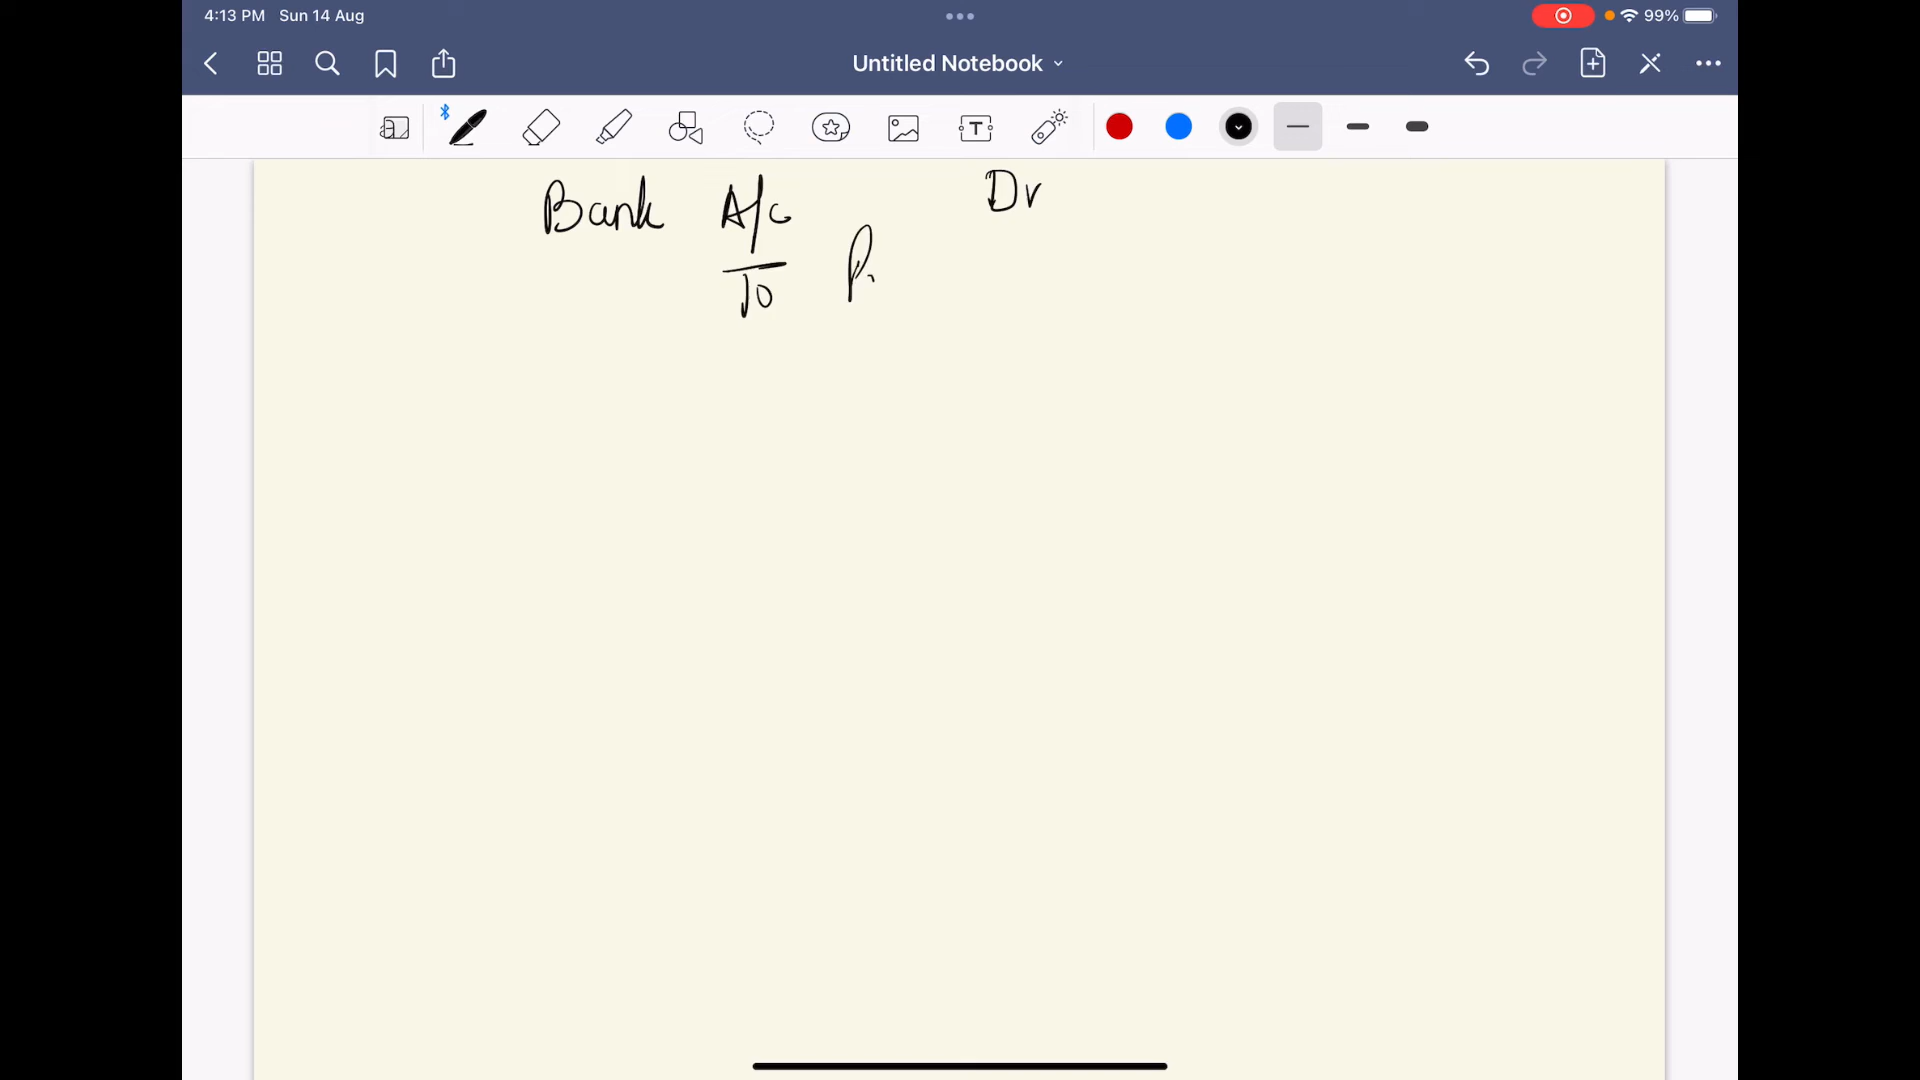 4:13 PM Sun 14 Aug 99%
Untitled Notebook
T
Bank A/c Dr
To